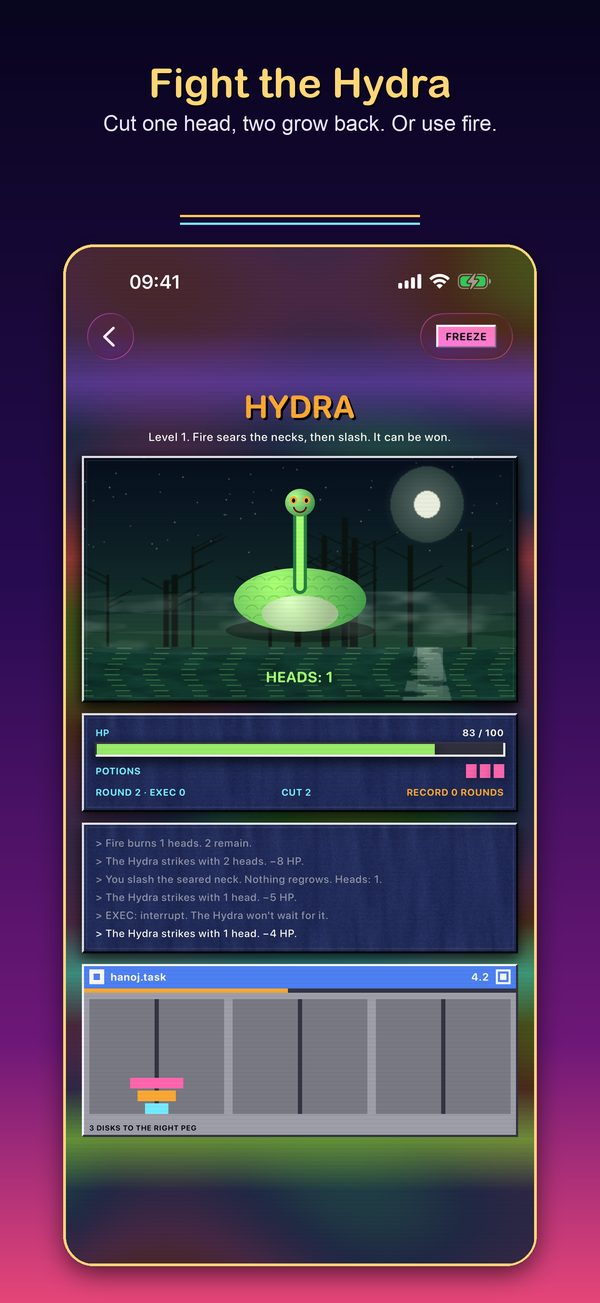 Fight the Hydra
Cut one head, two grow back. Or use fire.
09:41
FREEZE
HYDRA
Level 1. Fire sears the necks, then slash. It can be won.
HEADS: 1
HP 83 / 100
POTIONS
ROUND 2 · EXEC 0 CUT 2 RECORD 0 ROUNDS
> Fire burns 1 heads. 2 remain.
> The Hydra strikes with 2 heads. −8 HP.
> You slash the seared neck. Nothing regrows. Heads: 1.
> The Hydra strikes with 1 head. −5 HP.
> EXEC: interrupt. The Hydra won't wait for it.
> The Hydra strikes with 1 head. −4 HP.
hanoj.task 4.2
3 DISKS TO THE RIGHT PEG